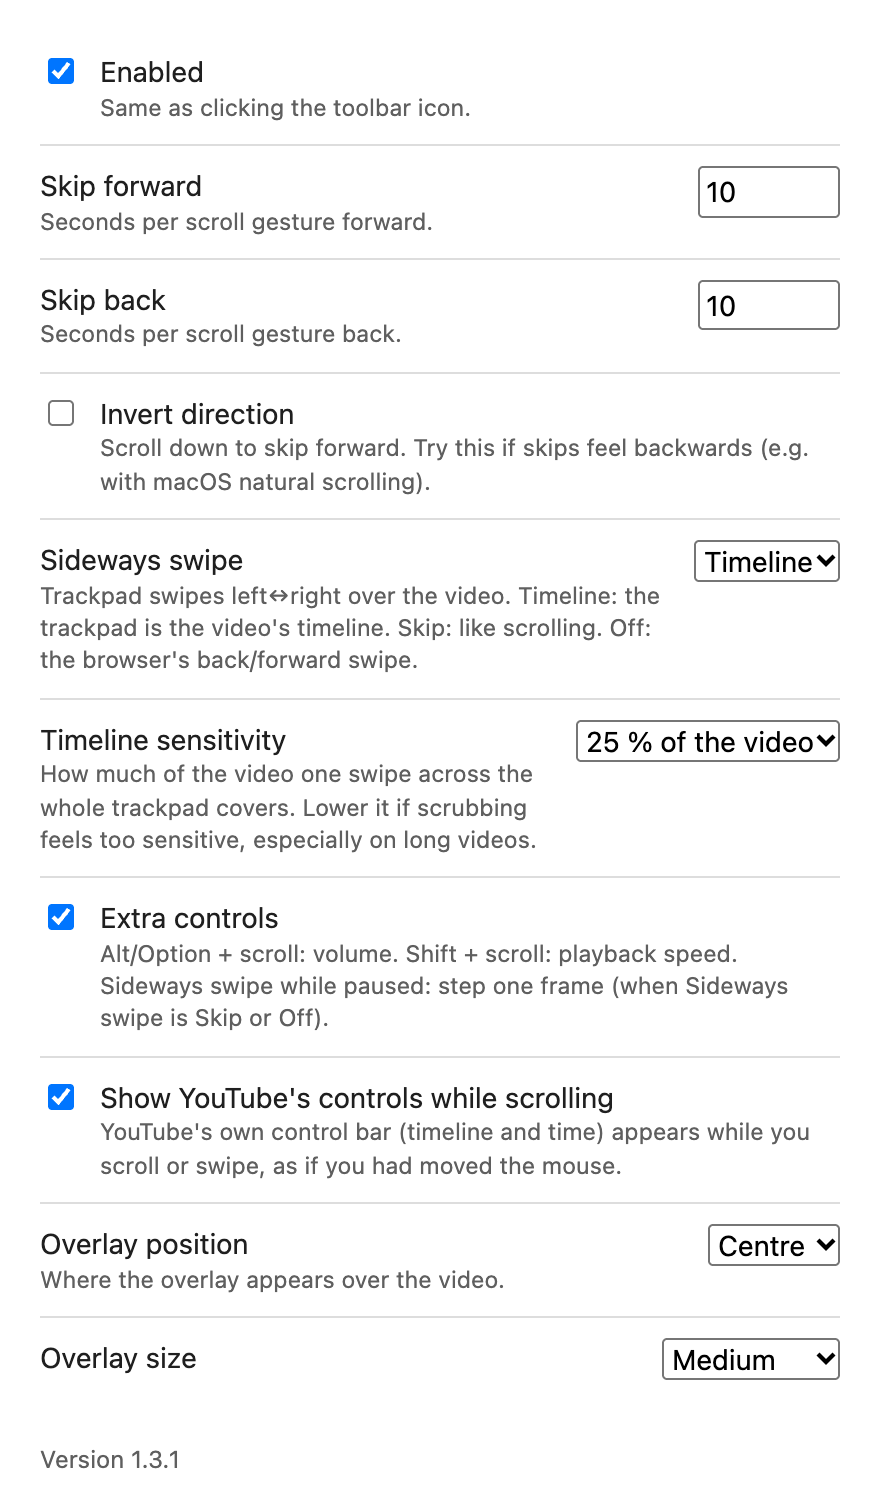 Enabled
Same as clicking the toolbar icon.
Skip forward
10
Seconds per scroll gesture forward.
Skip back
10
Seconds per scroll gesture back.
Invert direction
Scroll down to skip forward. Try this if skips feel backwards (e.g.
with macOS natural scrolling).
Sideways swipe
Timeline
Trackpad swipes left↔right over the video. Timeline: the
trackpad is the video's timeline. Skip: like scrolling. Off:
the browser's back/forward swipe.
Timeline sensitivity
25 % of the video
How much of the video one swipe across the
whole trackpad covers. Lower it if scrubbing
feels too sensitive, especially on long videos.
Extra controls
Alt/Option + scroll: volume. Shift + scroll: playback speed.
Sideways swipe while paused: step one frame (when Sideways
swipe is Skip or Off).
Show YouTube's controls while scrolling
YouTube's own control bar (timeline and time) appears while you
scroll or swipe, as if you had moved the mouse.
Overlay position
Centre
Where the overlay appears over the video.
Overlay size
Medium
Version 1.3.1